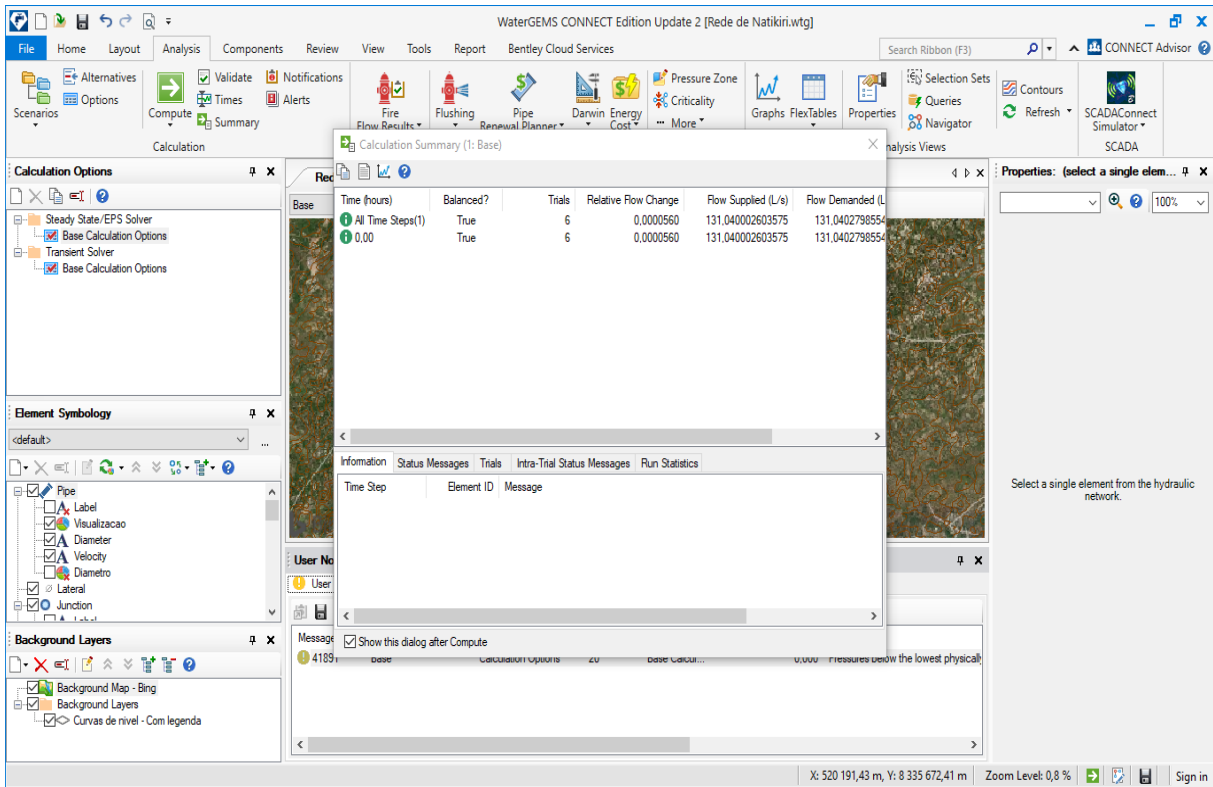 WaterGEMS CONNECT Edition Update 2 [Rede de Natikiri.wtg]
File Home Layout Analysis Components Review View Tools Report Bentley Cloud Services Search Ribbon (F3) CONNECT Advisor
Alternatives Validate Notifications Pressure Zone Selection Sets Contours
Options Times Alerts Criticality Queries Refresh
Scenarios Compute Summary Fire Flow Results Flushing Pipe Renewal Planner Darwin Energy Cost More Graphs FlexTables Properties Navigator SCADAConnect Simulator
Calculation nalysis Views SCADA
Calculation Options
Steady State/EPS Solver
Base Calculation Options
Transient Solver
Base Calculation Options
Element Symbology
<default>
...
Pipe
Label
Visualizacao
Diameter
Velocity
Diametro
Lateral
Junction
Label
Background Layers
Background Map - Bing
Background Layers
Curvas de nivel - Com legenda
Rec
Base
Calculation Summary (1: Base)
Time (hours) Balanced? Trials Relative Flow Change Flow Supplied (L/s) Flow Demanded (L
All Time Steps(1) True 6 0,0000560 131,040002603575 131,0402798554
0,00 True 6 0,0000560 131,040002603575 131,0402798554
Information Status Messages Trials Intra-Trial Status Messages Run Statistics
Time Step Element ID Message
Show this dialog after Compute
User No
User
Message
41891 Base Calculation Options 20 Base Calcul... 0,000 Pressures below the lowest physically
Properties: (select a single elem...
100%
Select a single element from the hydraulic
network.
X: 520 191,43 m, Y: 8 335 672,41 m Zoom Level: 0,8 % Sign in